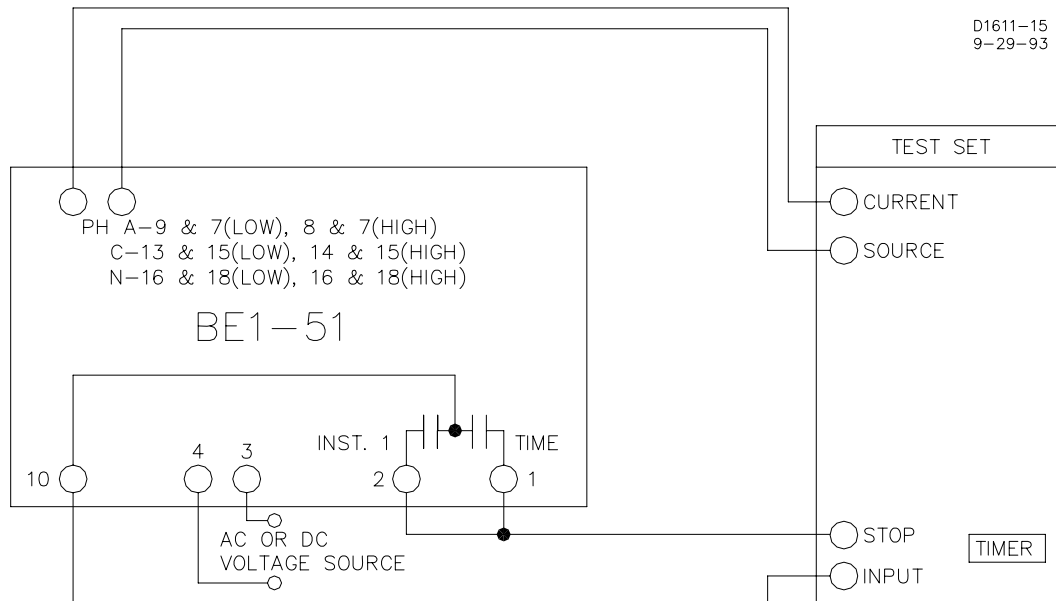 D1611-15
9-29-93
TEST SET
CURRENT
SOURCE
PH A-9 & 7(LOW), 8 & 7(HIGH)
C-13 & 15(LOW), 14 & 15(HIGH)
N-16 & 18(LOW), 16 & 18(HIGH)
BE1-51
INST. 1
TIME
10
4
3
2
1
AC OR DC
VOLTAGE SOURCE
STOP
TIMER
INPUT